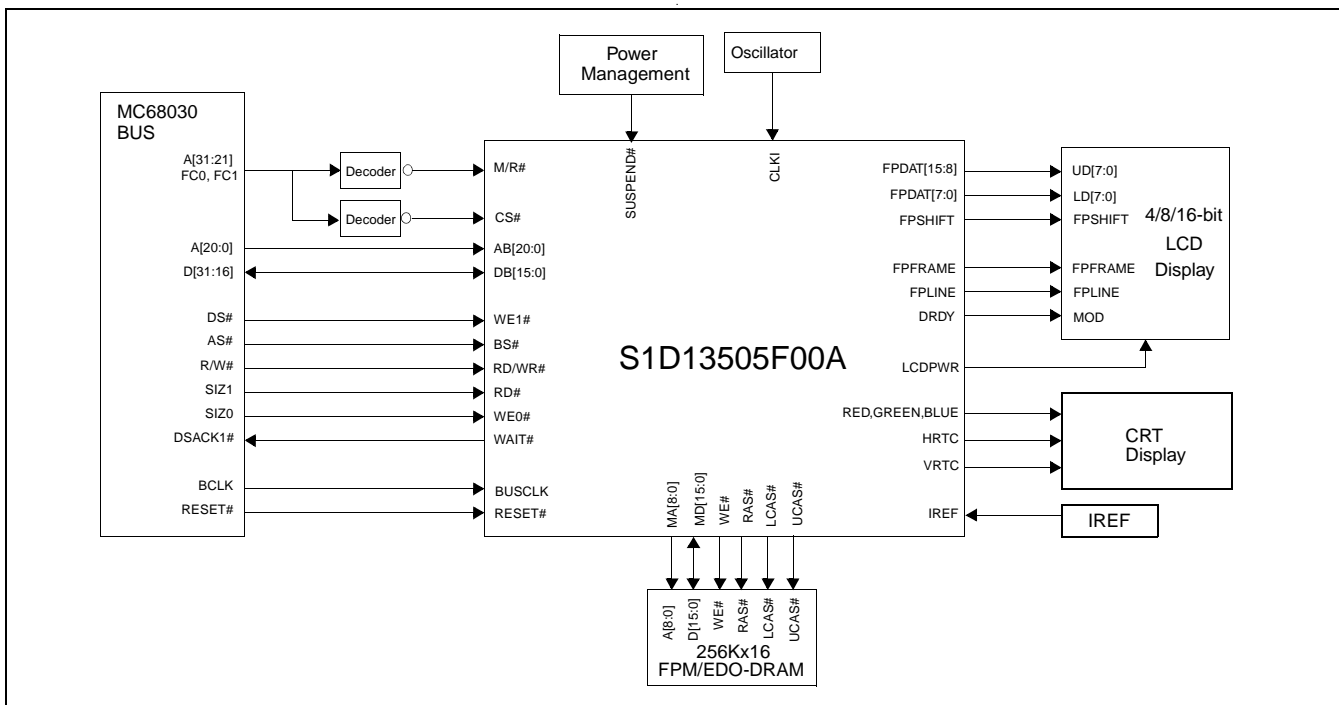 Power
Management
Oscillator
MC68030
BUS
A[31:21]
FC0, FC1
Decoder
M/R#
SUSPEND#
CLKI
FPDAT[15:8]
UD[7:0]
FPDAT[7:0]
LD[7:0]
Decoder
CS#
FPSHIFT
FPSHIFT
4/8/16-bit
LCD
Display
A[20:0]
AB[20:0]
D[31:16]
DB[15:0]
FPFRAME
FPFRAME
FPLINE
FPLINE
DRDY
MOD
DS#
WE1#
AS#
BS#
R/W#
RD/WR#
SIZ1
RD#
SIZ0
WE0#
DSACK1#
WAIT#
S1D13505F00A
LCDPWR
RED,GREEN,BLUE
HRTC
VRTC
CRT
Display
BCLK
BUSCLK
RESET#
RESET#
MA[8:0]
MD[15:0]
WE#
RAS#
LCAS#
UCAS#
IREF
IREF
A[8:0]
D[15:0]
WE#
RAS#
LCAS#
UCAS#
256Kx16
FPM/EDO-DRAM